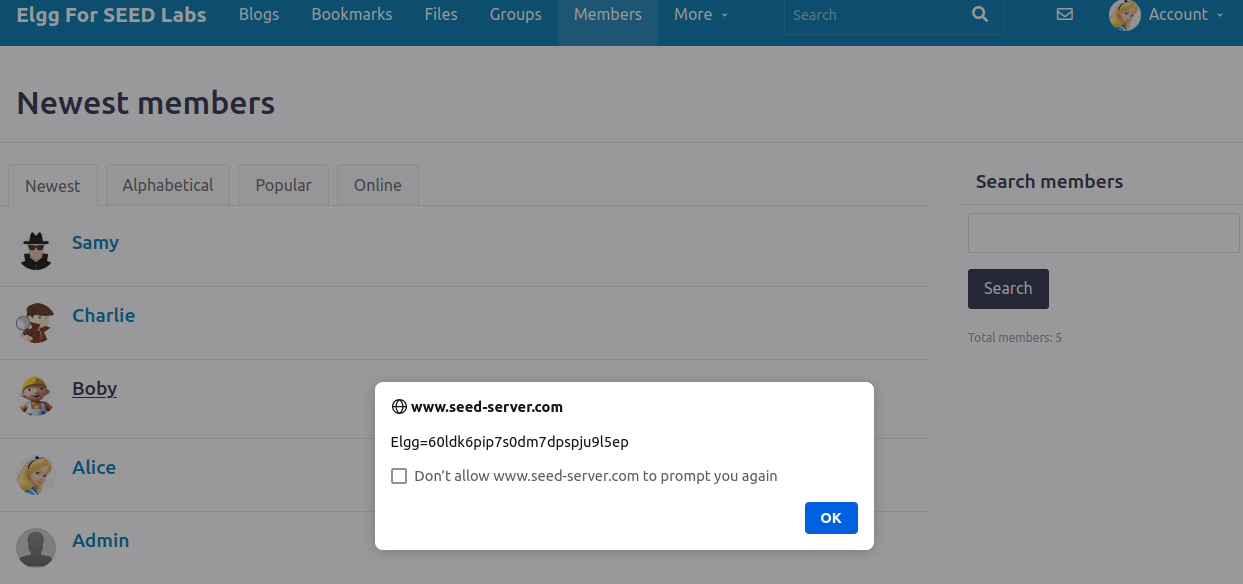 Elgg For SEED Labs Blogs Bookmarks Files Groups Members More Search Account
Newest members
Newest Alphabetical Popular Online
Search members
Samy
Search
Charlie
Total members: 5
Boby
www.seed-server.com
Elgg=60ldk6pip7s0dm7dpspju9l5ep
Alice
Don’t allow www.seed-server.com to prompt you again
OK
Admin